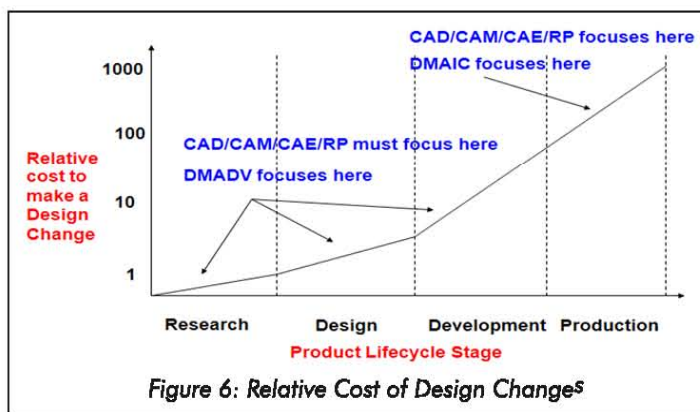 CAD/CAM/CAE/RP focuses here
DMAIC focuses here
1000
100
10
1
Relative
cost to
make a
Design
Change
CAD/CAM/CAE/RP must focus here
DMADV focuses here
Research Design Development Production
Product Lifecycle Stage
Figure 6: Relative Cost of Design Changes